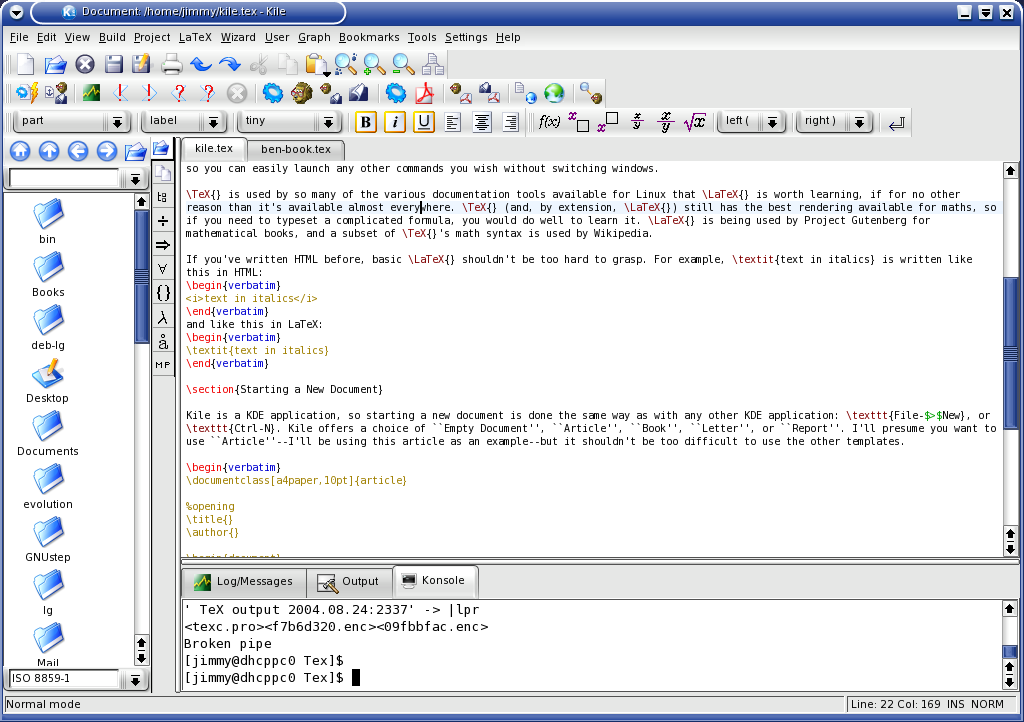 Document: /home/jimmy/kile.tex - Kile
File Edit View Build Project LaTeX Wizard User Graph Bookmarks Tools Settings Help
part label tiny B i U f(x) x x x/y x/y √x left ( right )
kile.tex ben-book.tex
so you can easily launch any other commands you wish without switching windows.
\TeX{} is used by so many of the various documentation tools available for Linux that \LaTeX{} is worth learning, if for no other
reason than it's available almost everywhere. \TeX{} (and, by extension, \LaTeX{}) still has the best rendering available for maths, so
if you need to typeset a complicated formula, you would do well to learn it. \LaTeX{} is being used by Project Gutenberg for
mathematical books, and a subset of \TeX{}'s math syntax is used by Wikipedia.
If you've written HTML before, basic \LaTeX{} shouldn't be too hard to grasp. For example, \textit{text in italics} is written like
this in HTML:
\begin{verbatim}
<i>text in italics</i>
\end{verbatim}
and like this in LaTeX:
\begin{verbatim}
\textit{text in italics}
\end{verbatim}
\section{Starting a New Document}
Kile is a KDE application, so starting a new document is done the same way as with any other KDE application: \texttt{File-$>$New}, or
\texttt{Ctrl-N}. Kile offers a choice of ``Empty Document'', ``Article'', ``Book'', ``Letter'', or ``Report''. I'll presume you want to
use ``Article''--I'll be using this article as an example--but it shouldn't be too difficult to use the other templates.
\begin{verbatim}
\documentclass[a4paper,10pt]{article}
%opening
\title{}
\author{}
\begin{document}
bin
Books
deb-lg
Desktop
Documents
evolution
GNUstep
lg
Mail
ISO 8859-1
÷
⇒
∀
{}
λ
å
MP
Log/Messages Output Konsole
' TeX output 2004.08.24:2337' -> |lpr
<texc.pro><f7b6d320.enc><09fbbfac.enc>
Broken pipe
[jimmy@dhcppc0 Tex]$
[jimmy@dhcppc0 Tex]$
Normal mode
Line: 22 Col: 169 INS NORM